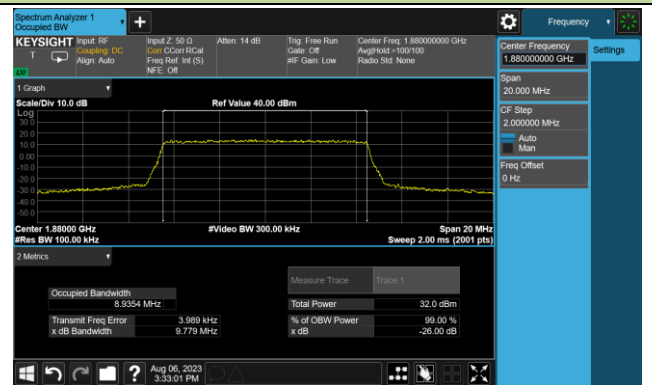 Spectrum Analyzer 1
Occupied BW
Frequency
KEYSIGHT
Input: RF
Coupling: DC
Align: Auto
Input Z: 50 Ω
Corr CCorr RCal
Freq Ref: Int (S)
NFE: Off
Atten: 14 dB
Trig: Free Run
Gate: Off
#IF Gain: Low
Center Freq: 1.880000000 GHz
Avg|Hold:>100/100
Radio Std: None
T
Center Frequency
1.880000000 GHz
Settings
Span
20.000 MHz
CF Step
2.000000 MHz
Auto
Man
Freq Offset
0 Hz
1 Graph
Scale/Div 10.0 dB
Ref Value 40.00 dBm
Log
30.0
20.0
10.0
0.00
-10.0
-20.0
-30.0
-40.0
-50.0
Center 1.88000 GHz
#Video BW 300.00 kHz
Span 20 MHz
#Res BW 100.00 kHz
Sweep 2.00 ms (2001 pts)
2 Metrics
Measure Trace
Trace 1
Occupied Bandwidth
8.9354 MHz
Total Power
32.0 dBm
Transmit Freq Error
3.989 kHz
% of OBW Power
99.00 %
x dB Bandwidth
9.779 MHz
x dB
-26.00 dB
Aug 06, 2023
3:33:01 PM